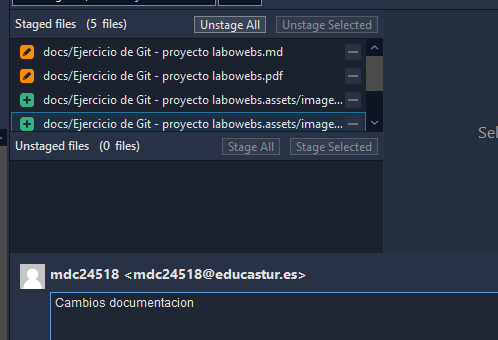 Staged files (5 files) Unstage All Unstage Selected
docs/Ejercicio de Git - proyecto labowebs.md
docs/Ejercicio de Git - proyecto labowebs.pdf
docs/Ejercicio de Git - proyecto labowebs.assets/image...
docs/Ejercicio de Git - proyecto labowebs.assets/image...
Sel
Unstaged files (0 files) Stage All Stage Selected
mdc24518 <mdc24518@educastur.es>
Cambios documentacion